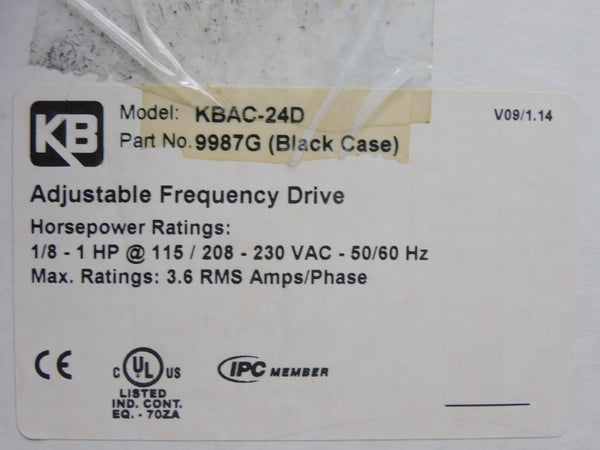 KB
Model: KBAC-24D
V09/1.14
Part No. 9987G (Black Case)
Adjustable Frequency Drive
Horsepower Ratings:
1/8 - 1 HP @ 115 / 208 - 230 VAC - 50/60 Hz
Max. Ratings: 3.6 RMS Amps/Phase
CE
C UL US
LISTED
IND. CONT.
EQ. - 70ZA
IPC MEMBER